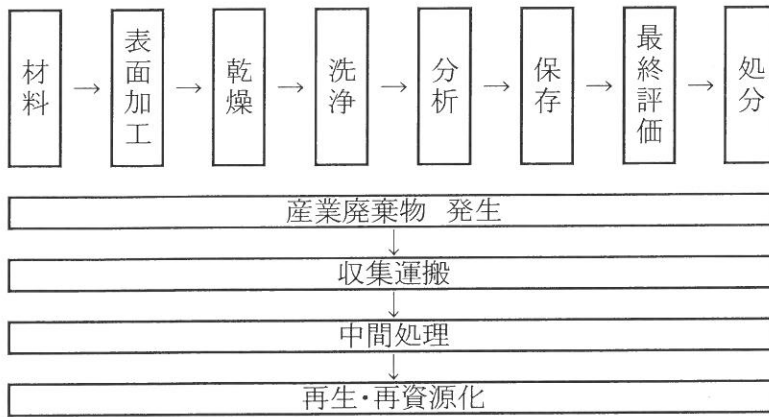 材料 → 表面加工 → 乾燥 → 洗浄 → 分析 → 保存 → 最終評価 → 処分
産業廃棄物 発生
↓
収集運搬
↓
中間処理
↓
再生・再資源化